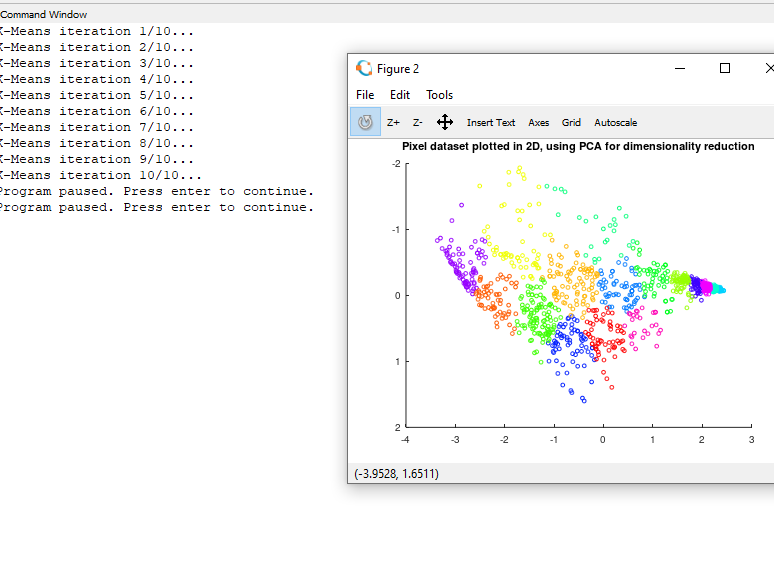 Command Window
K-Means iteration 1/10...
K-Means iteration 2/10...
K-Means iteration 3/10...
K-Means iteration 4/10...
K-Means iteration 5/10...
K-Means iteration 6/10...
K-Means iteration 7/10...
K-Means iteration 8/10...
K-Means iteration 9/10...
K-Means iteration 10/10...
Program paused. Press enter to continue.
Program paused. Press enter to continue.
Figure 2
File Edit Tools
Z+ Z- Insert Text Axes Grid Autoscale
Pixel dataset plotted in 2D, using PCA for dimensionality reduction
-2
-1
0
1
2
-4 -3 -2 -1 0 1 2 3
(-3.9528, 1.6511)